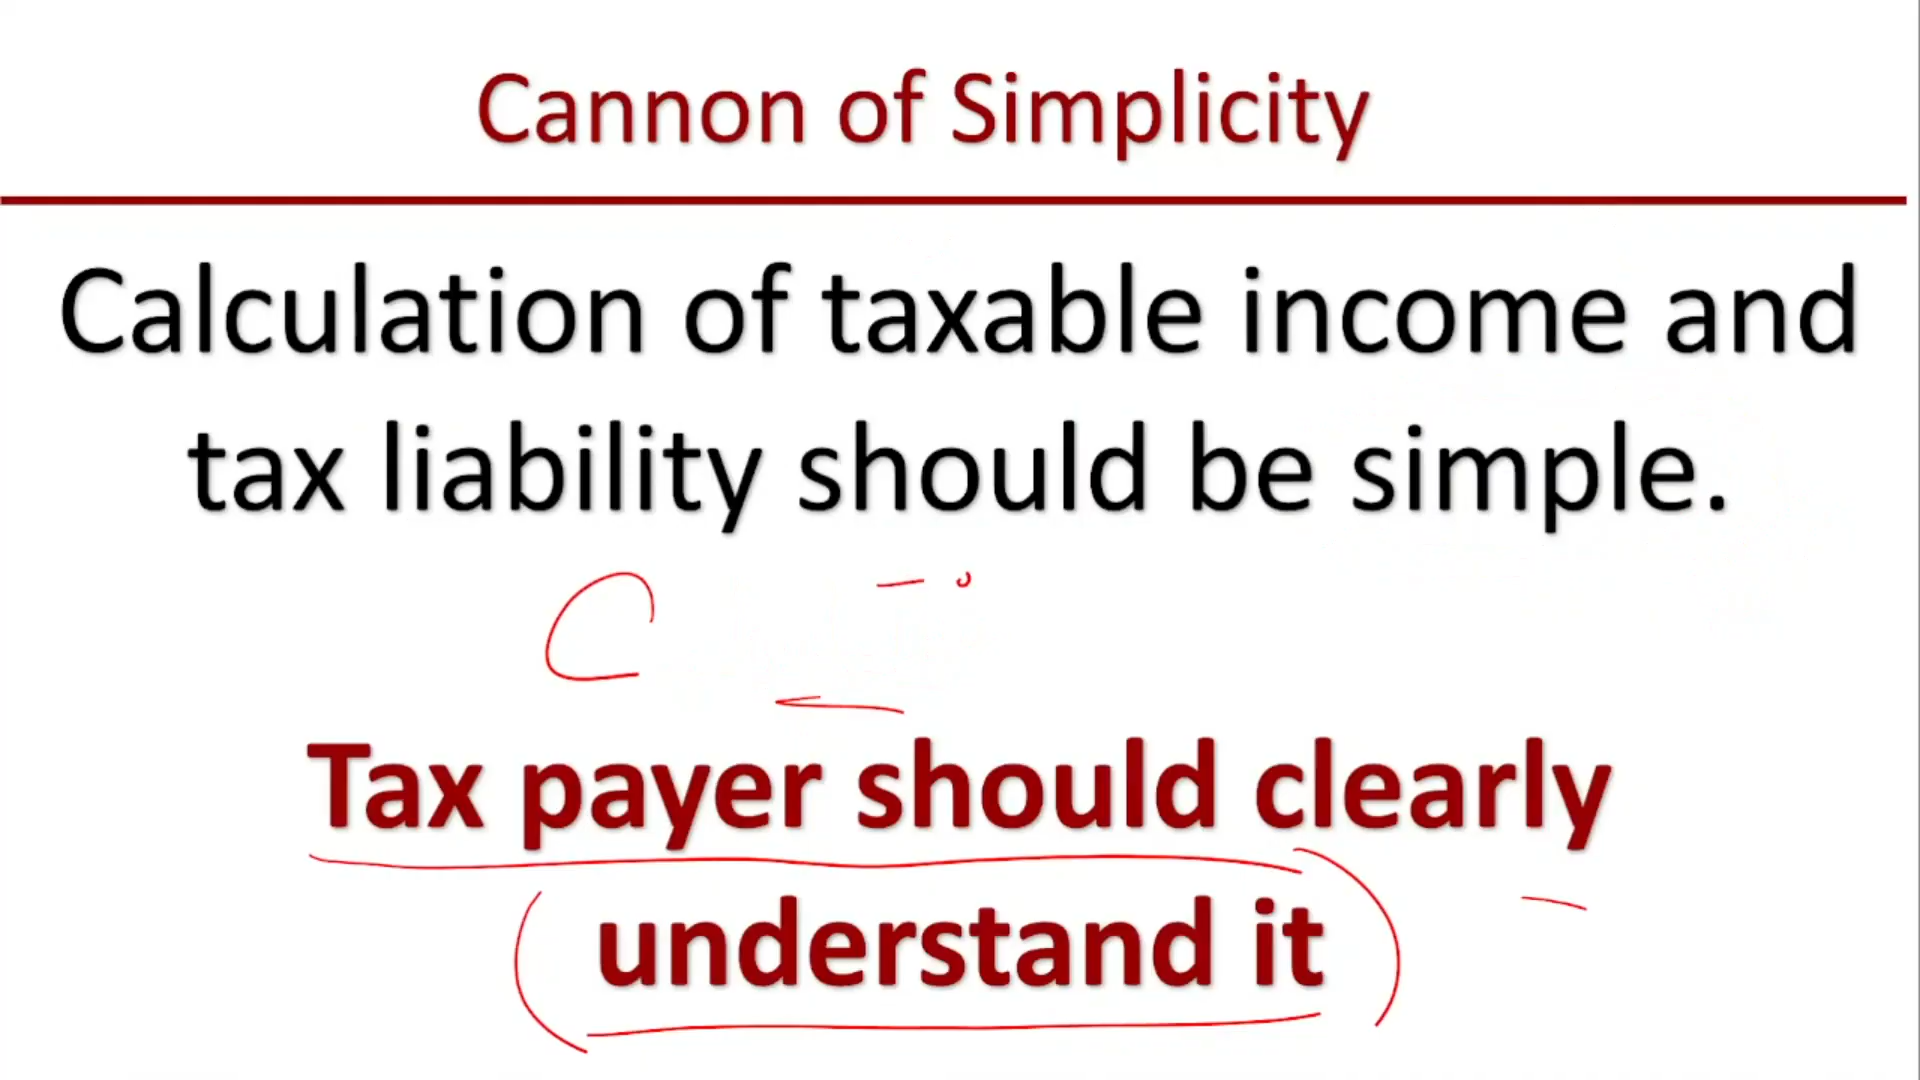 Cannon of Simplicity
Calculation of taxable income and
tax liability should be simple.
Tax payer should clearly
understand it